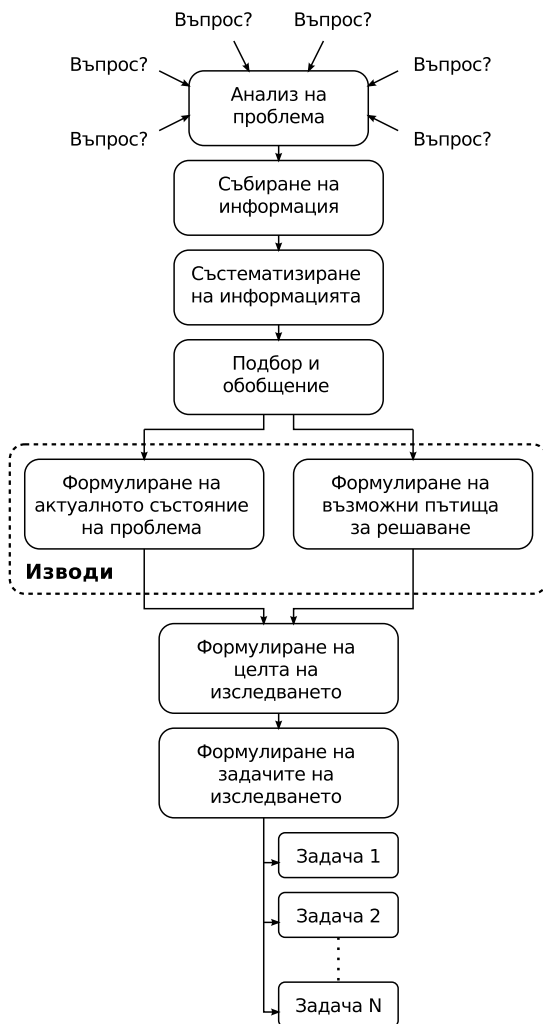 Въпрос? Въпрос?
Въпрос? Въпрос?
Анализ на
проблема
Въпрос? Въпрос?
Събиране на
информация
Състематизиране
на информацията
Подбор и
обобщение
Формулиране на
актуалното състояние
на проблема
Формулиране на
възможни пътища
за решаване
Изводи
Формулиране на
целта на
изследването
Формулиране на
задачите на
изследването
Задача 1
Задача 2
Задача N